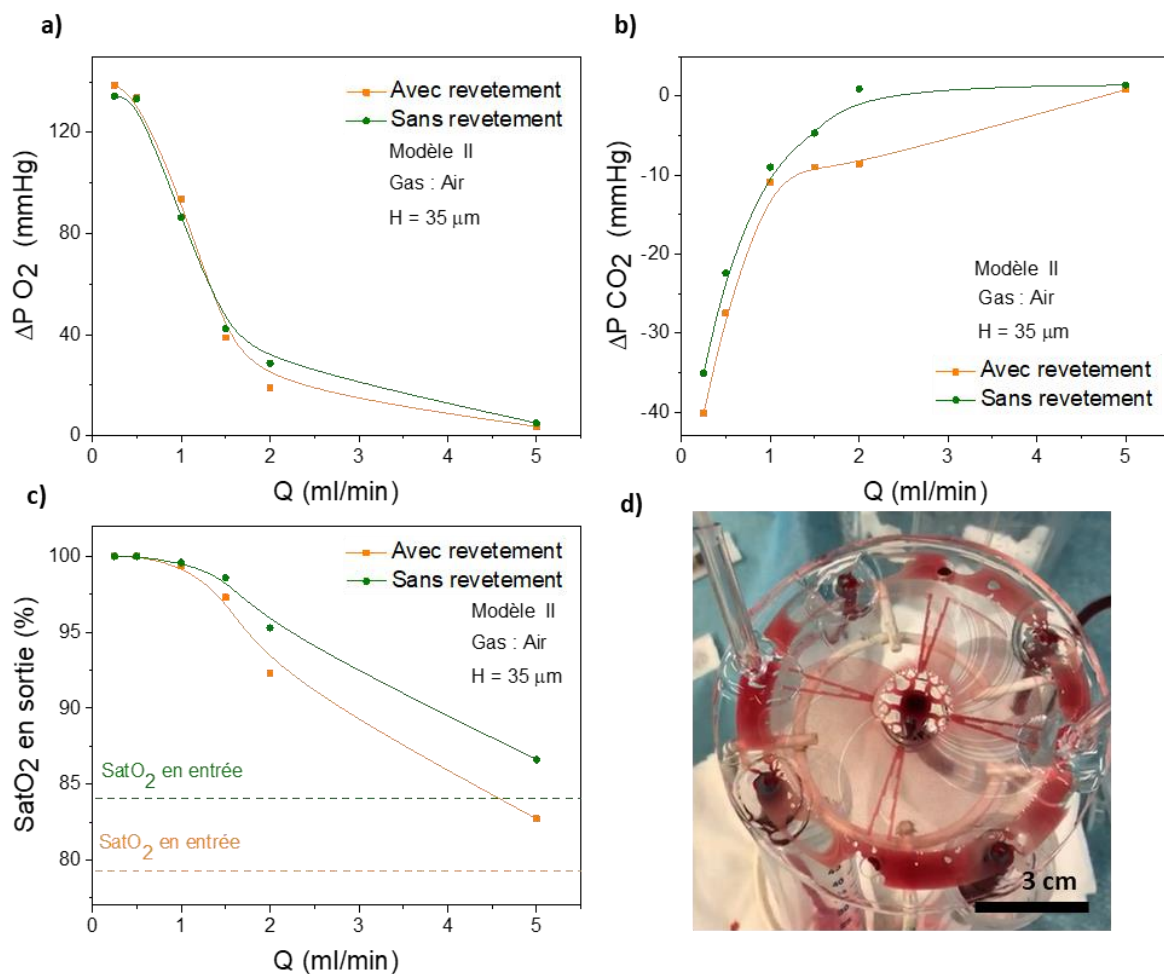 a)
ΔP O2 (mmHg)
120
80
40
0
0 1 2 3 4 5
Q (ml/min)
Avec revetement
Sans revetement
Modèle II
Gas : Air
H = 35 μm
b)
ΔP CO2 (mmHg)
0
-10
-20
-30
-40
0 1 2 3 4 5
Q (ml/min)
Modèle II
Gas : Air
H = 35 μm
Avec revetement
Sans revetement
c)
SatO2 en sortie (%)
100
95
90
85
80
0 1 2 3 4 5
Q (ml/min)
Avec revetement
Sans revetement
Modèle II
Gas : Air
H = 35 μm
SatO2 en entrée
SatO2 en entrée
d)
3 cm